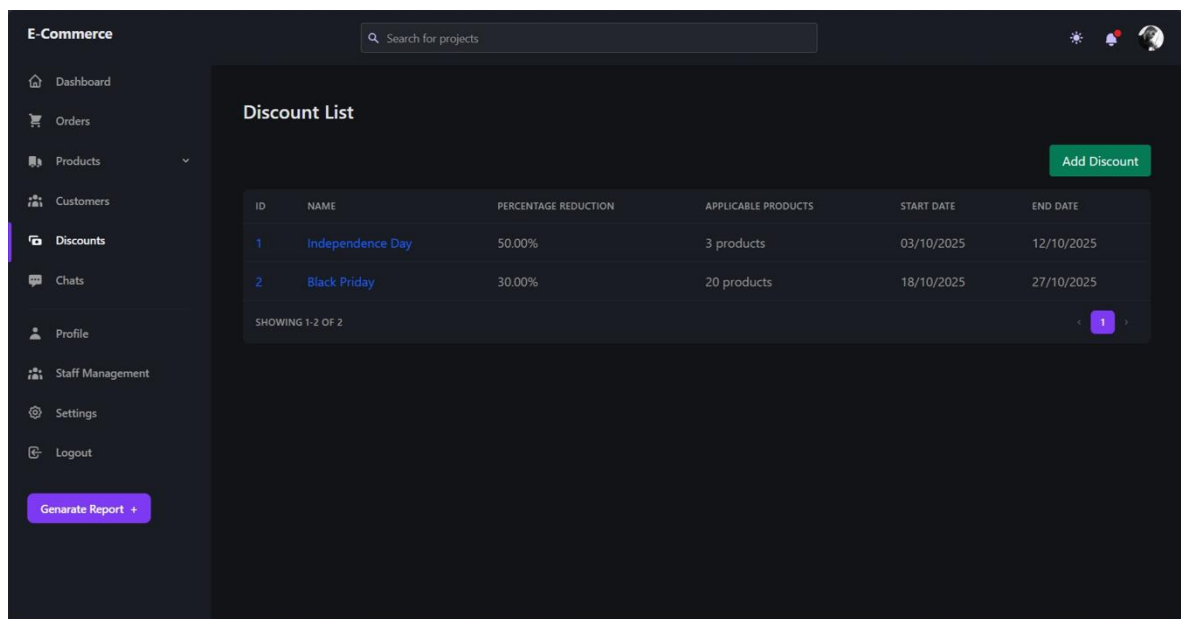 E-Commerce
Search for projects
Dashboard
Orders
Products
Customers
Discounts
Chats
Profile
Staff Management
Settings
Logout
Genarate Report +
Discount List
Add Discount
ID NAME PERCENTAGE REDUCTION APPLICABLE PRODUCTS START DATE END DATE
1 Independence Day 50.00% 3 products 03/10/2025 12/10/2025
2 Black Priday 30.00% 20 products 18/10/2025 27/10/2025
SHOWING 1-2 OF 2 1